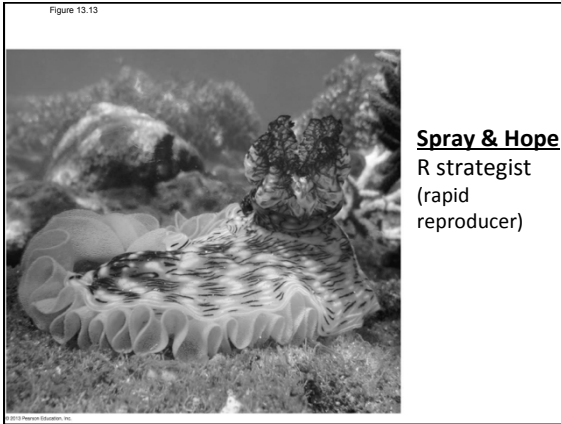 Figure 13.13
Spray & Hope
R strategist
(rapid
reproducer)
© 2013 Pearson Education, Inc.